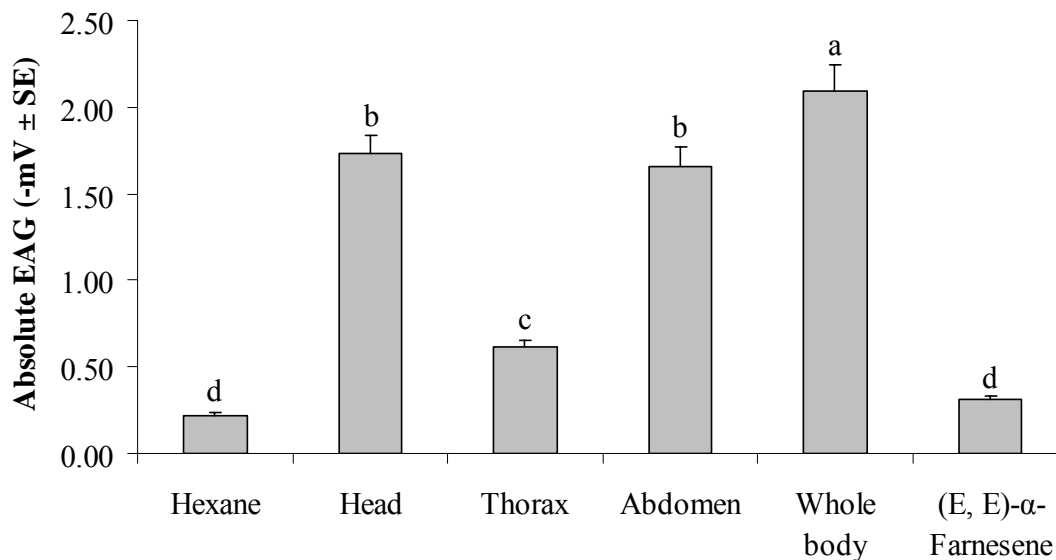 Absolute EAG (-mV ± SE)
2.50
2.00
1.50
1.00
0.50
0.00
d
b
c
b
a
d
Hexane
Head
Thorax
Abdomen
Whole
body
(E, E)-α-
Farnesene